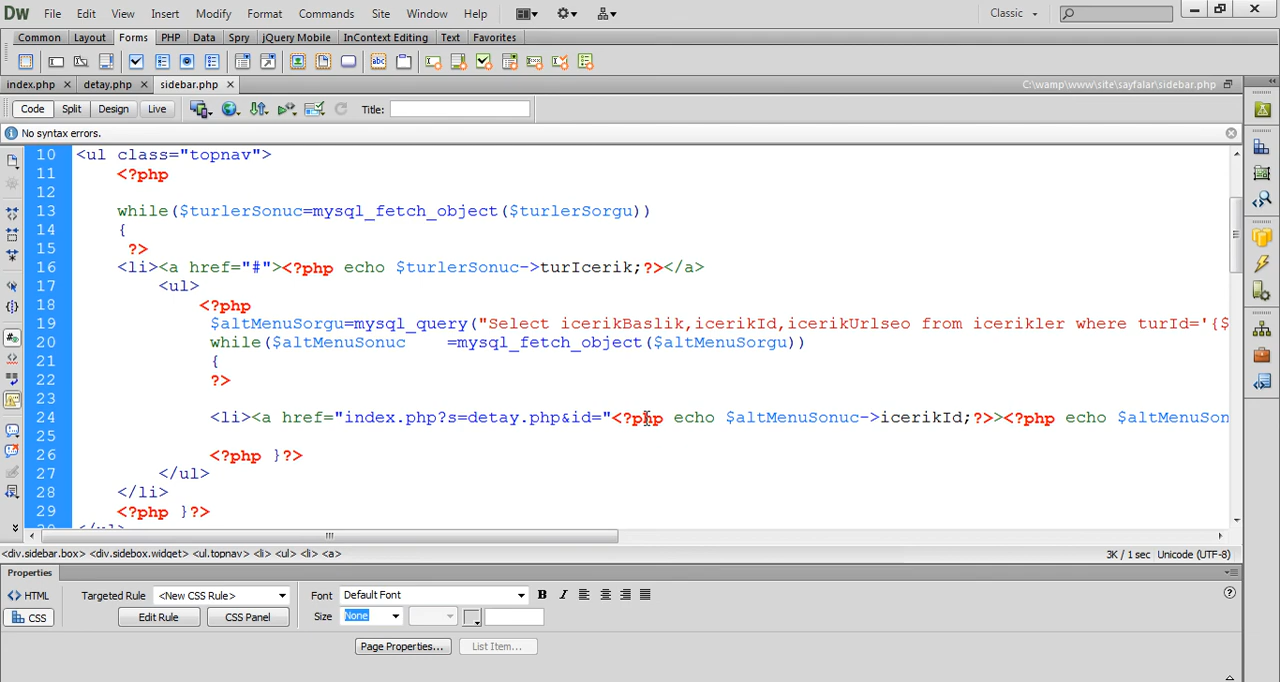 Dw File Edit View Insert Modify Format Commands Site Window Help Classic
Common Layout Forms PHP Data Spry jQuery Mobile InContext Editing Text Favorites
abc
index.php detay.php sidebar.php C:\wamp\www\site\sayfalar\sidebar.php
Code Split Design Live Title:
No syntax errors.
10 <ul class="topnav">
11 <?php
12
13 while($turlerSonuc=mysql_fetch_object($turlerSorgu))
14 {
15 ?>
16 <li><a href="#"><?php echo $turlerSonuc->turIcerik;?></a>
17 <ul>
18 <?php
19 $altMenuSorgu=mysql_query("Select icerikBaslik,icerikId,icerikUrlseo from icerikler where turId='{$
20 while($altMenuSonuc =mysql_fetch_object($altMenuSorgu))
21 {
22 ?>
23
24 <li><a href="index.php?s=detay.php&id="<?php echo $altMenuSonuc->icerikId;?>><?php echo $altMenuSon
25
26 <?php }?>
27 </ul>
28 </li>
29 <?php }?>
<div.sidebar.box> <div.sidebox.widget> <ul.topnav> <li> <ul> <li> <a> 3K / 1 sec Unicode (UTF-8)
Properties
HTML Targeted Rule <New CSS Rule> Font Default Font B I
CSS Edit Rule CSS Panel Size None
Page Properties... List Item...